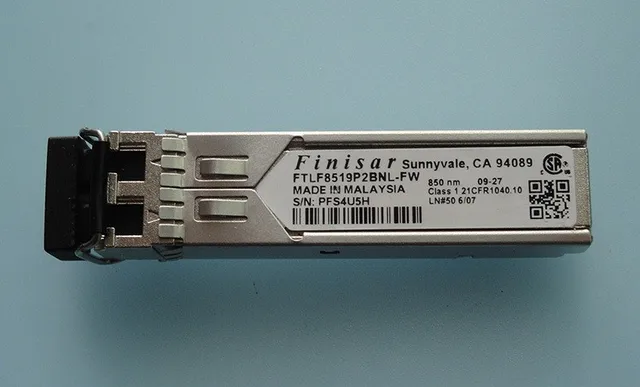 Finisar Sunnyvale, CA 94089
FTLF8519P2BNL-FW
850 nm 09-27
MADE IN MALAYSIA
Class 1 21CFR1040.10
S/N: PFS4U5H
LN#50 6/07